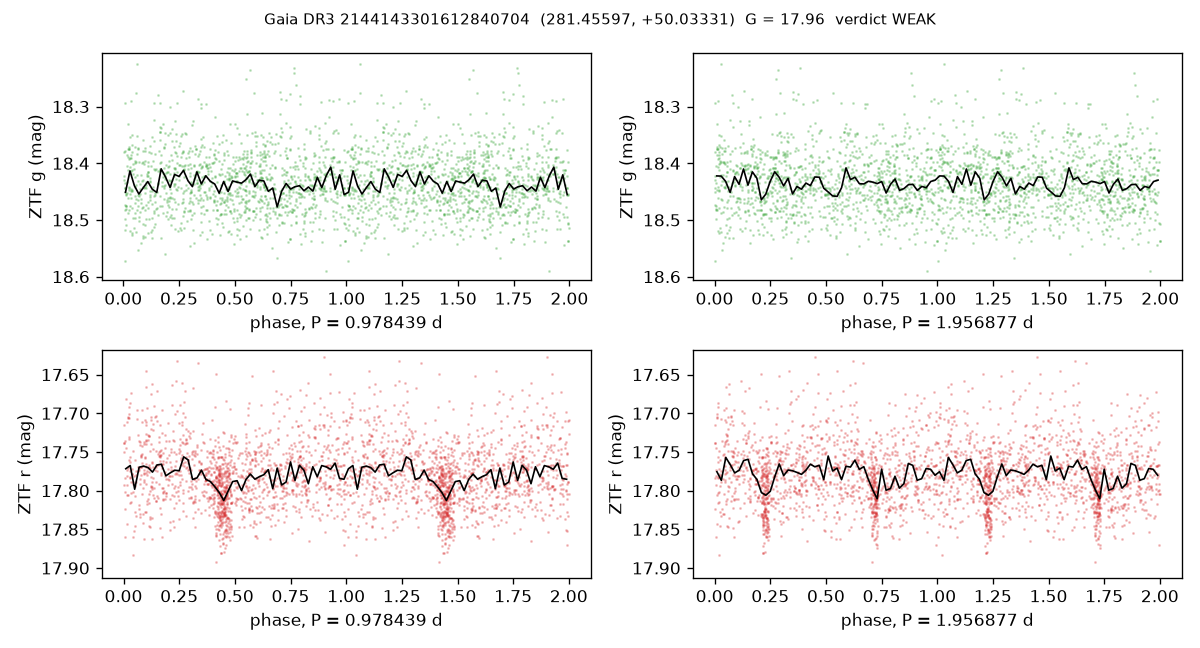 Gaia DR3 2144143301612840704 (281.45597, +50.03331) G = 17.96 verdict WEAK
ZTF g (mag)
18.3
18.4
18.5
18.6
0.00 0.25 0.50 0.75 1.00 1.25 1.50 1.75 2.00
phase, P = 0.978439 d
ZTF g (mag)
18.3
18.4
18.5
18.6
0.00 0.25 0.50 0.75 1.00 1.25 1.50 1.75 2.00
phase, P = 1.956877 d
ZTF r (mag)
17.65
17.70
17.75
17.80
17.85
17.90
0.00 0.25 0.50 0.75 1.00 1.25 1.50 1.75 2.00
phase, P = 0.978439 d
ZTF r (mag)
17.65
17.70
17.75
17.80
17.85
17.90
0.00 0.25 0.50 0.75 1.00 1.25 1.50 1.75 2.00
phase, P = 1.956877 d